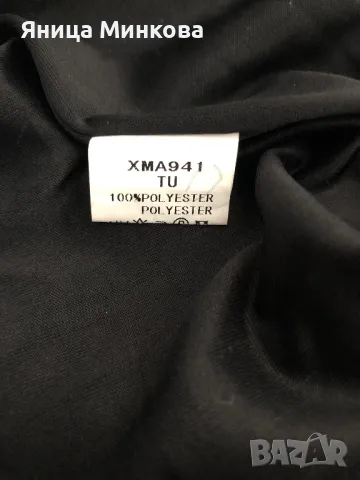 Яница Минкова
XMA941
TU
100%POLYESTER
POLYESTER
BAZAR